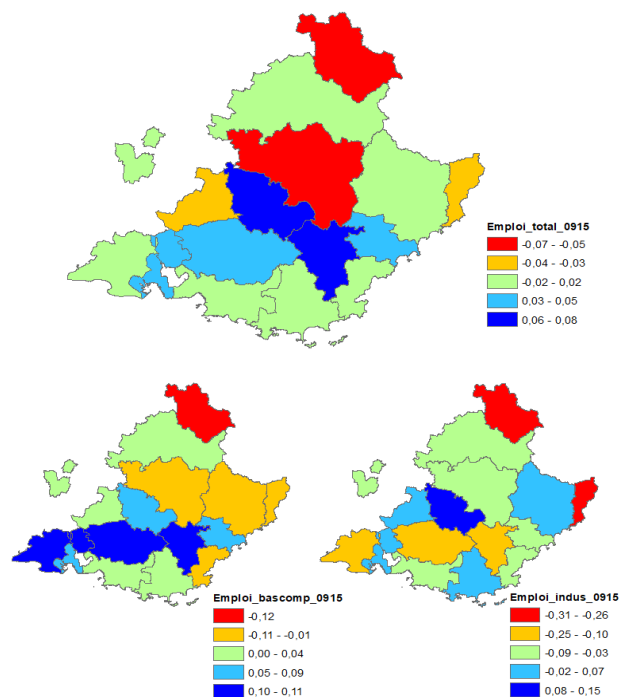 Emploi_total_0915
-0,07 - -0,05
-0,04 - -0,03
-0,02 - 0,02
0,03 - 0,05
0,06 - 0,08
Emploi_bascomp_0915
-0,12
-0,11 - -0,01
0,00 - 0,04
0,05 - 0,09
0,10 - 0,11
Emploi_indus_0915
-0,31 - -0,26
-0,25 - -0,10
-0,09 - -0,03
-0,02 - 0,07
0,08 - 0,15